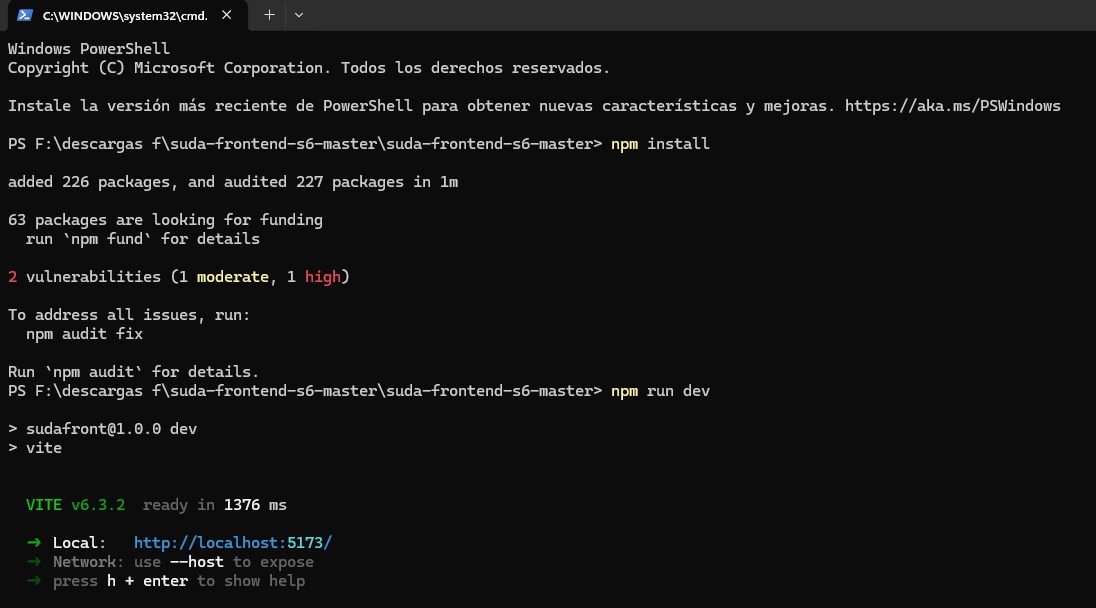 C:\WINDOWS\system32\cmd.
Windows PowerShell
Copyright (C) Microsoft Corporation. Todos los derechos reservados.
Instale la versión más reciente de PowerShell para obtener nuevas características y mejoras. https://aka.ms/PSWindows
PS F:\descargas f\suda-frontend-s6-master\suda-frontend-s6-master> npm install
added 226 packages, and audited 227 packages in 1m
63 packages are looking for funding
  run `npm fund` for details
2 vulnerabilities (1 moderate, 1 high)
To address all issues, run:
  npm audit fix
Run `npm audit` for details.
PS F:\descargas f\suda-frontend-s6-master\suda-frontend-s6-master> npm run dev
> sudafront@1.0.0 dev
> vite
  VITE v6.3.2  ready in 1376 ms
  ➜ Local:   http://localhost:5173/
  ➜ Network: use --host to expose
  ➜ press h + enter to show help